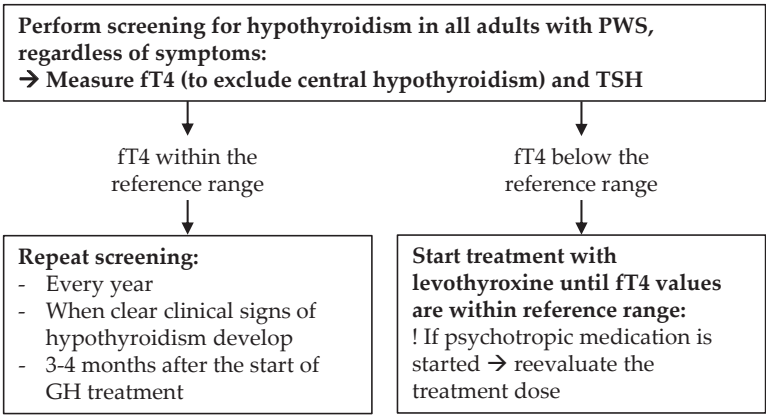 Perform screening for hypothyroidism in all adults with PWS,
regardless of symptoms:
→ Measure fT4 (to exclude central hypothyroidism) and TSH
fT4 within the
reference range
fT4 below the
reference range
Repeat screening:
- Every year
- When clear clinical signs of
hypothyroidism develop
- 3-4 months after the start of
GH treatment
Start treatment with
levothyroxine until fT4 values
are within reference range:
! If psychotropic medication is
started → reevaluate the
treatment dose